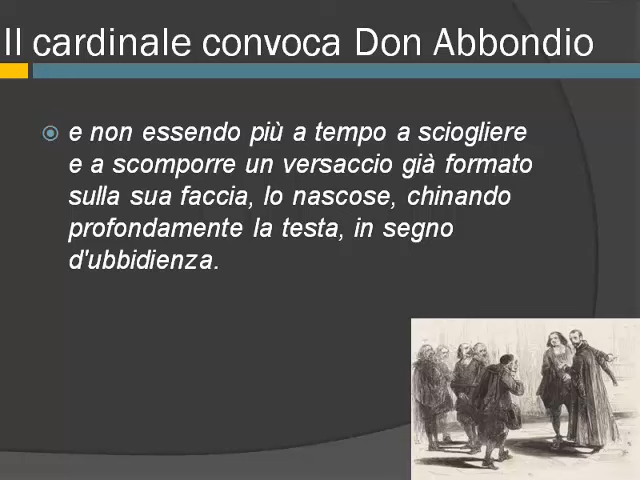 Il cardinale convoca Don Abbondio
e non essendo più a tempo a sciogliere
e a scomporre un versaccio già formato
sulla sua faccia, lo nascose, chinando
profondamente la testa, in segno
d'ubbidienza.